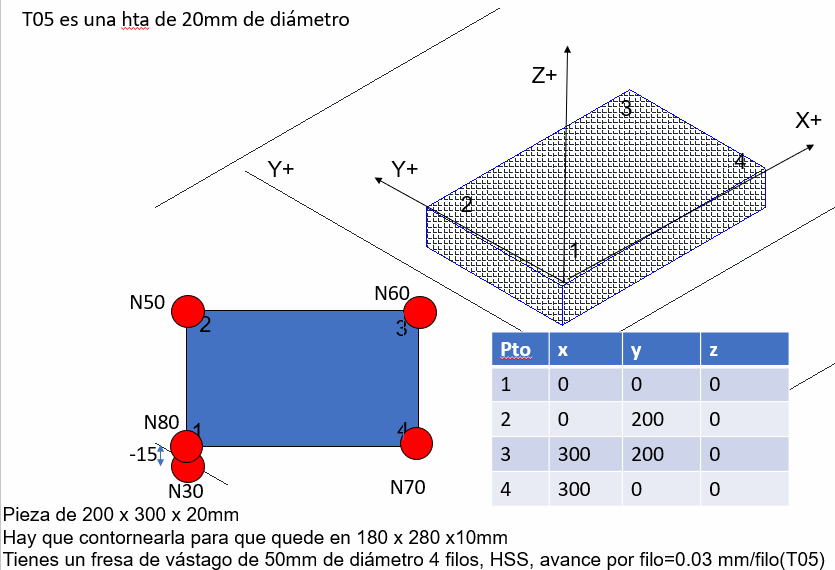 T05 es una hta de 20mm de diámetro
Z+
X+
Y+
Y+
3
4
2
1
N50
N60
2
3
N80
1
4
-15
N30
N70
Pto x y z
1 0 0 0
2 0 200 0
3 300 200 0
4 300 0 0
Pieza de 200 x 300 x 20mm
Hay que contornearla para que quede en 180 x 280 x10mm
Tienes un fresa de vástago de 50mm de diámetro 4 filos, HSS, avance por filo=0.03 mm/filo(T05)